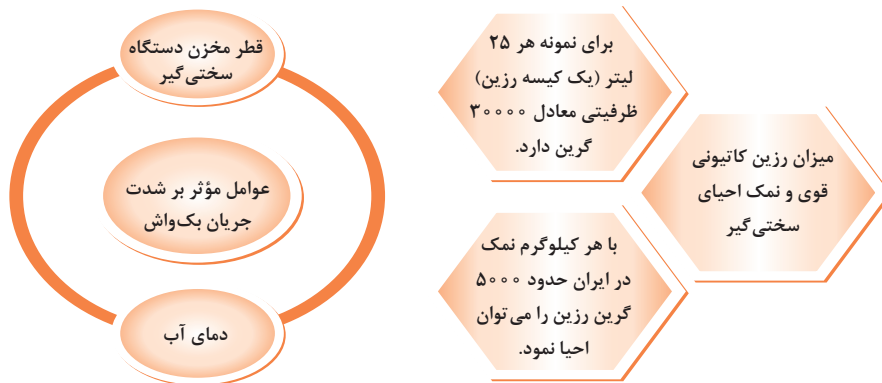 میزان رزین کاتیونی
قوی و نمک احیای
سختی‌گیر
برای نمونه هر ۲۵
لیتر (یک کیسه رزین)
ظرفیتی معادل ۳۰۰۰۰
گرین دارد.
با هر کیلوگرم نمک
در ایران حدود ۵۰۰۰
گرین رزین را می‌توان
احیا نمود.
قطر مخزن دستگاه
سختی‌گیر
عوامل مؤثر بر شدت
جریان بک‌واش
دمای آب